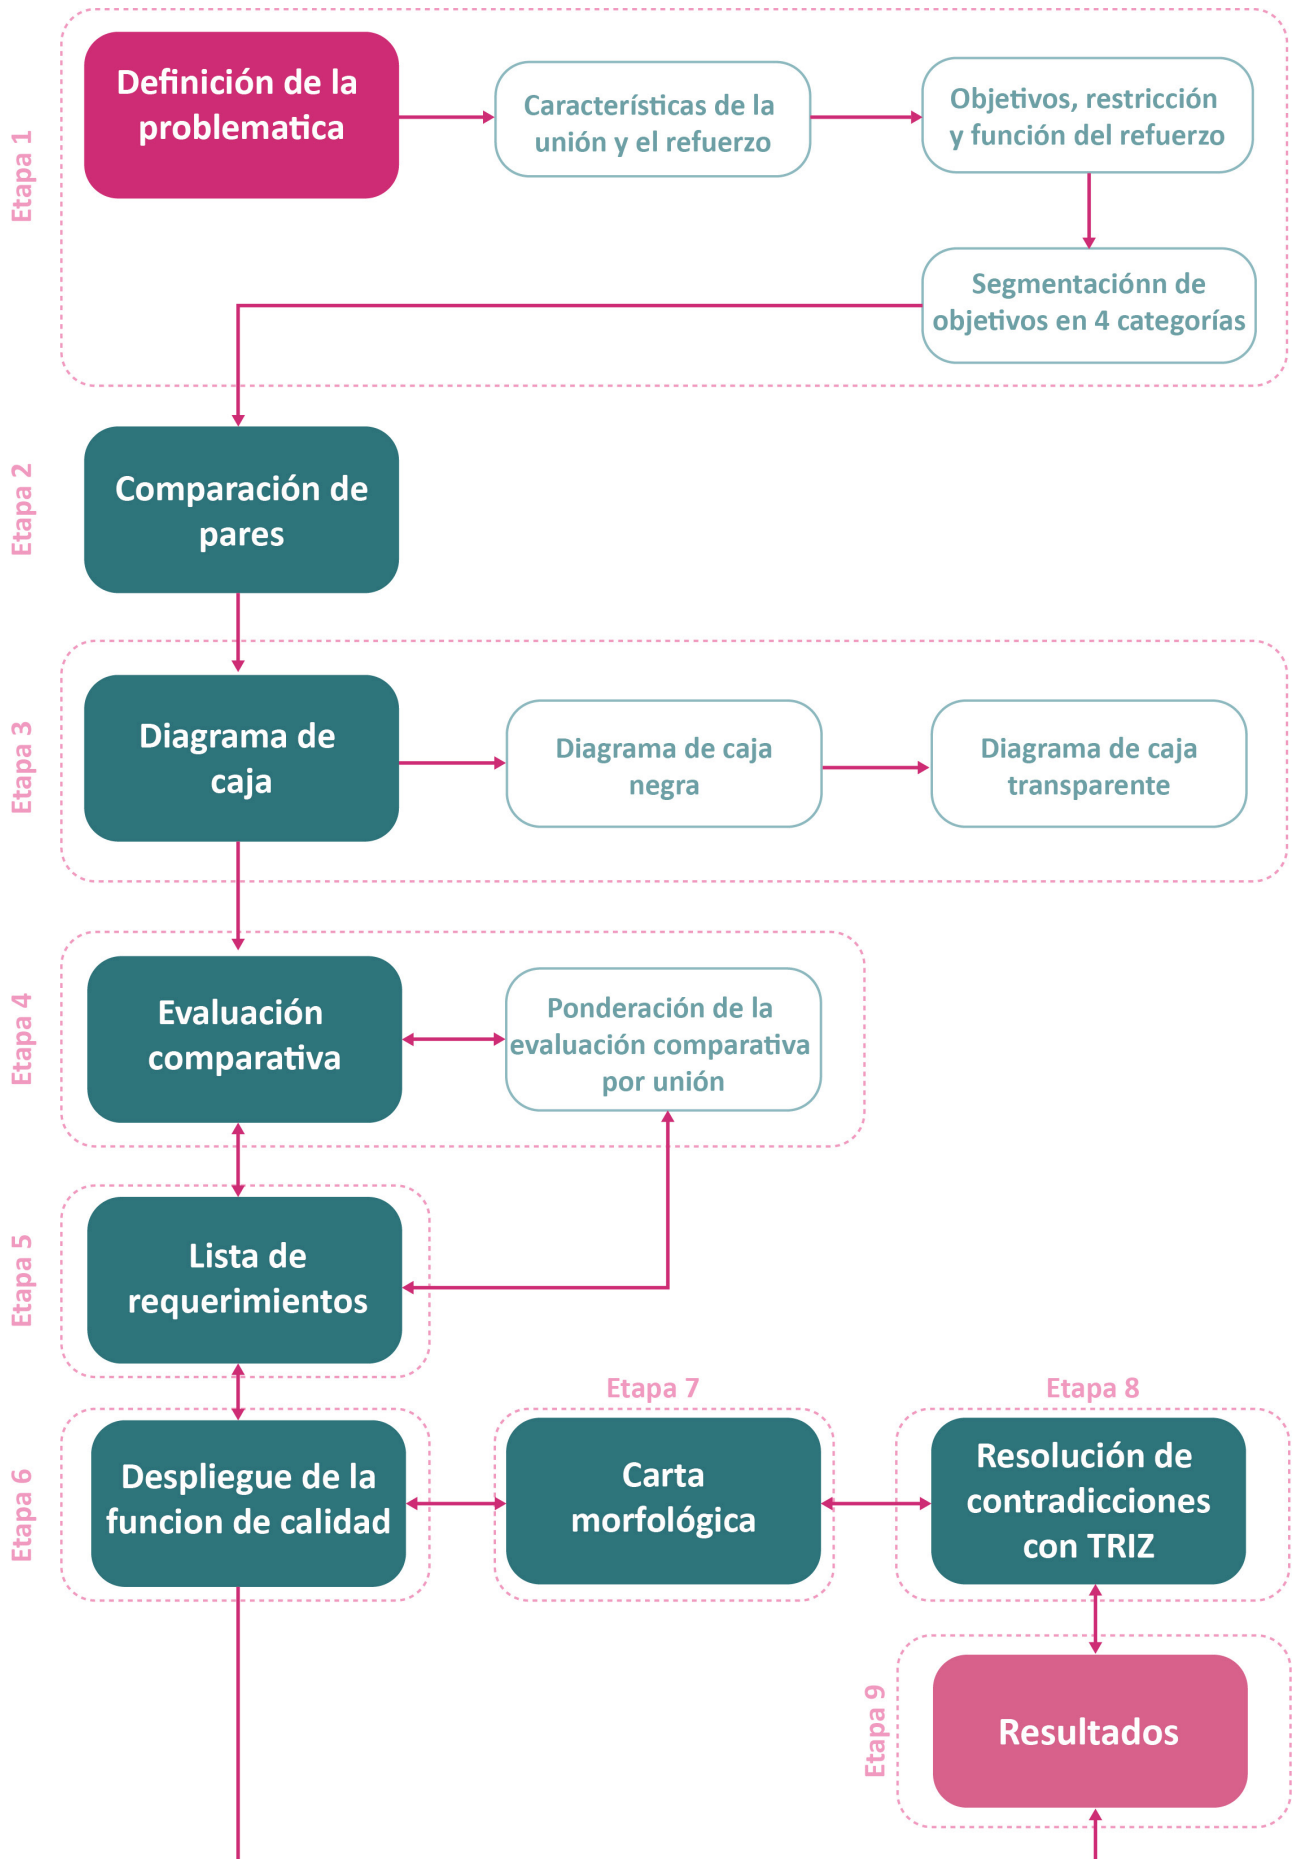 Etapa 1
Definición de la
problematica
Característícas de la
unión y el refuerzo
Objetivos, restricción
y función del refuerzo
Segmentaciónn de
objetivos en 4 categorías
Etapa 2
Comparación de
pares
Etapa 3
Diagrama de
caja
Diagrama de caja
negra
Diagrama de caja
transparente
Etapa 4
Evaluación
comparativa
Ponderación de la
evaluación comparativa
por unión
Etapa 5
Lista de
requerimientos
Etapa 6
Despliegue de la
funcion de calidad
Etapa 7
Carta
morfológica
Etapa 8
Resolución de
contradicciones
con TRIZ
Etapa 9
Resultados